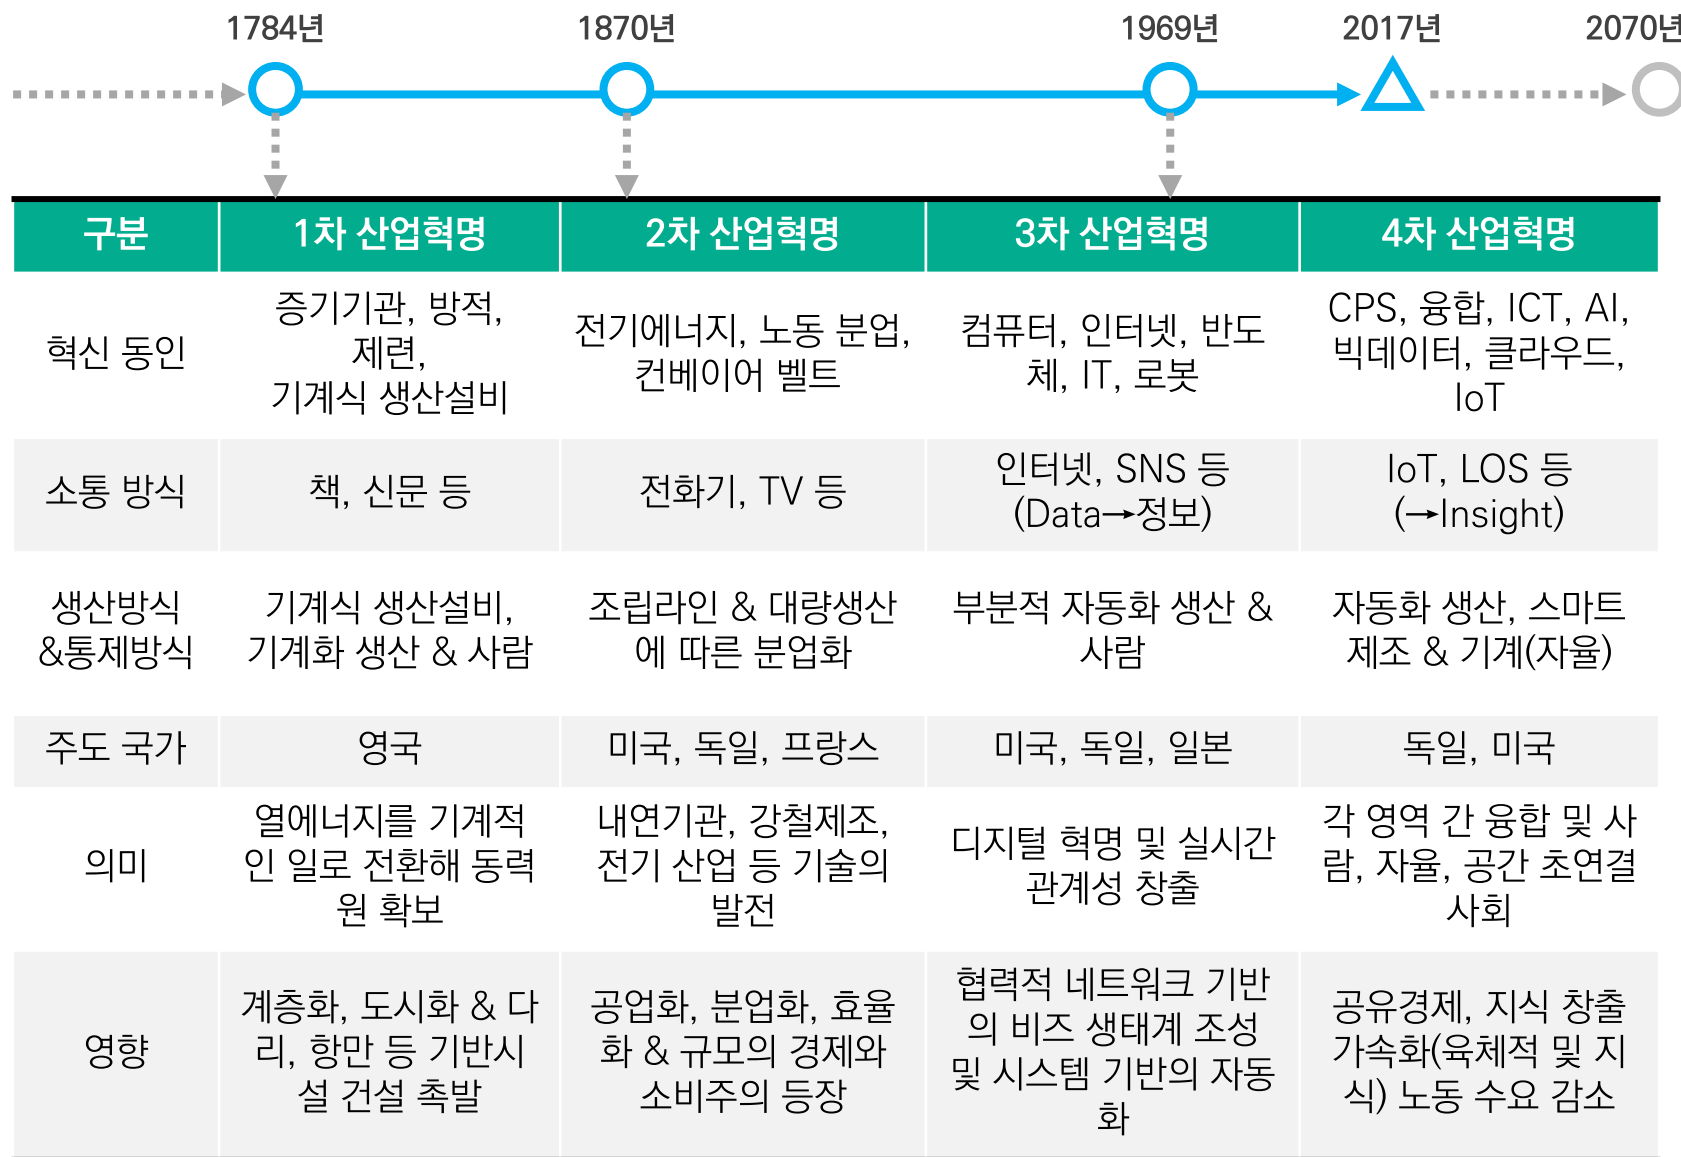 1784년
1870년
1969년
2017년
2070년
구분
1차 산업혁명
2차 산업혁명
3차 산업혁명
4차 산업혁명
혁신 동인
증기기관, 방적,
제련,
기계식 생산설비
전기에너지, 노동 분업,
컨베이어 벨트
컴퓨터, 인터넷, 반도
체, IT, 로봇
CPS, 융합, ICT, AI,
빅데이터, 클라우드,
IoT
소통 방식
책, 신문 등
전화기, TV 등
인터넷, SNS 등
(Data→정보)
IoT, LOS 등
(→Insight)
생산방식
&통제방식
기계식 생산설비,
기계화 생산 & 사람
조립라인 & 대량생산
에 따른 분업화
부분적 자동화 생산 &
사람
자동화 생산, 스마트
제조 & 기계(자율)
주도 국가
영국
미국, 독일, 프랑스
미국, 독일, 일본
독일, 미국
의미
열에너지를 기계적
인 일로 전환해 동력
원 확보
내연기관, 강철제조,
전기 산업 등 기술의
발전
디지털 혁명 및 실시간
관계성 창출
각 영역 간 융합 및 사
람, 자율, 공간 초연결
사회
영향
계층화, 도시화 & 다
리, 항만 등 기반시
설 건설 촉발
공업화, 분업화, 효율
화 & 규모의 경제와
소비주의 등장
협력적 네트워크 기반
의 비즈 생태계 조성
및 시스템 기반의 자동
화
공유경제, 지식 창출
가속화(육체적 및 지
식) 노동 수요 감소